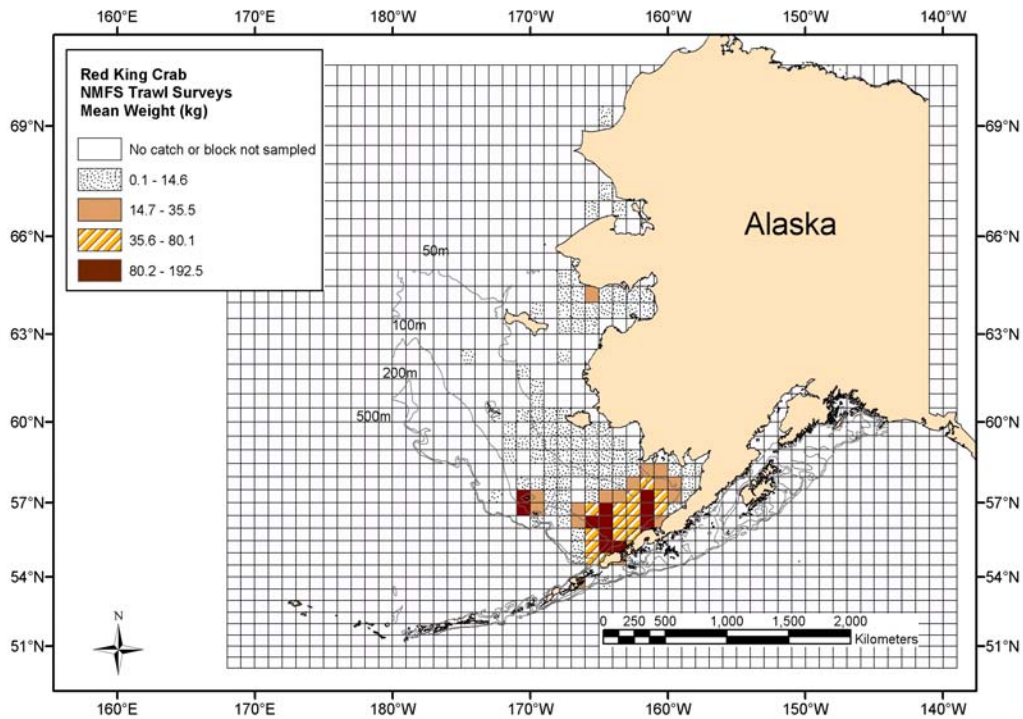 160°E 170°E 180°W 170°W 160°W 150°W 140°W
Red King Crab
NMFS Trawl Surveys
Mean Weight (kg)
No catch or block not sampled
0.1 - 14.6
14.7 - 35.5
35.6 - 80.1
80.2 - 192.5
69°N 69°N
Alaska
66°N 66°N
50m
63°N 63°N
100m
200m
500m
60°N 60°N
57°N 57°N
54°N 54°N
N
0 250 500 1,000 1,500 2,000
Kilometers
51°N 51°N
160°E 170°E 180°W 170°W 160°W 150°W 140°W